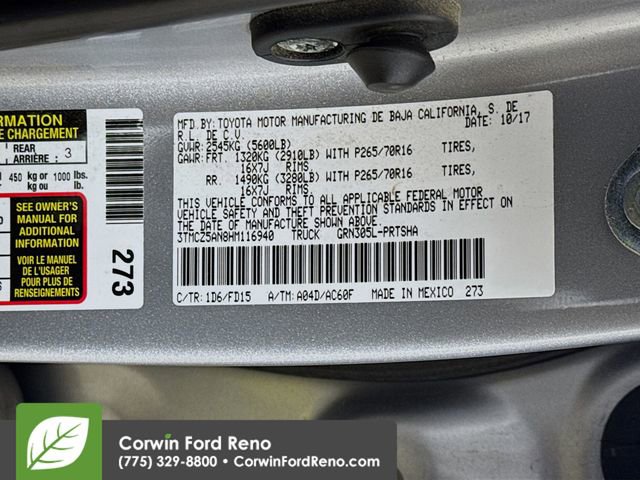 ORMATION
E CHARGEMENT
REAR
ARRIÈRE : 3
450 kg or 1000 lbs.
kg ou lb.
SEE OWNER'S
MANUAL FOR
ADDITIONAL
INFORMATION
VOIR LE MANUEL
DE L'USAGER
POUR PLUS DE
RENSEIGNEMENTS
273
MFD.BY: TOYOTA MOTOR MANUFACTURING DE BAJA CALIFORNIA, S. DE
R.L. DE C.V. DATE: 10/17
GVWR: 2545KG (5600LB)
GAWR: FRT. 1320KG (2910LB) WITH P265/70R16 TIRES,
16X7J RIMS
RR. 1490KG (3280LB) WITH P265/70R16 TIRES,
16X7J RIMS
THIS VEHICLE CONFORMS TO ALL APPLICABLE FEDERAL MOTOR
VEHICLE SAFETY AND THEFT PREVENTION STANDARDS IN EFFECT ON
THE DATE OF MANUFACTURE SHOWN ABOVE.
3TMCZ5AN8HM116940 TRUCK GRN305L-PRTSHA
C/TR: 1D6/FD15 A/TM: A04D/AC60F MADE IN MEXICO 273
Corwin Ford Reno
(775) 329-8800 • CorwinFordReno.com